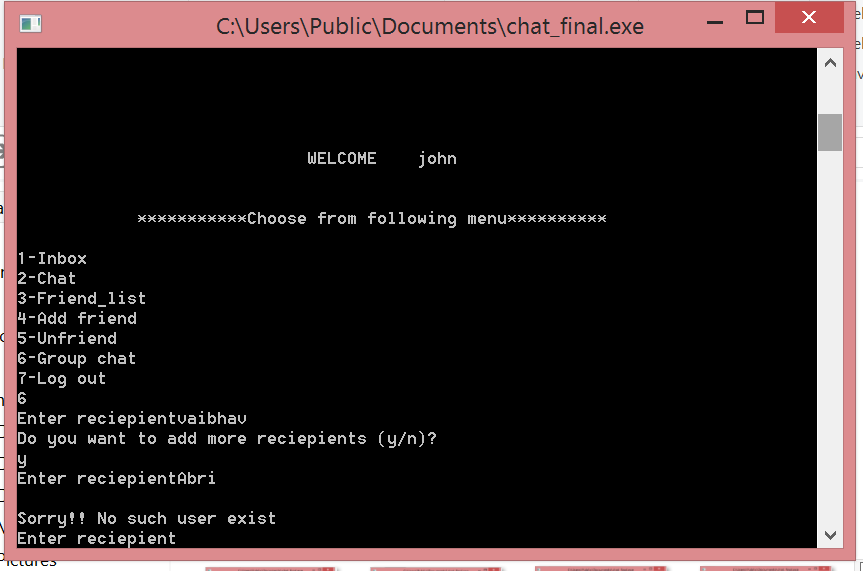 C:\Users\Public\Documents\chat_final.exe
WELCOME    john
***********Choose from following menu**********
1-Inbox
2-Chat
3-Friend_list
4-Add friend
5-Unfriend
6-Group chat
7-Log out
6
Enter reciepientvaibhav
Do you want to add more reciepients (y/n)?
y
Enter reciepientAbri
Sorry!! No such user exist
Enter reciepient